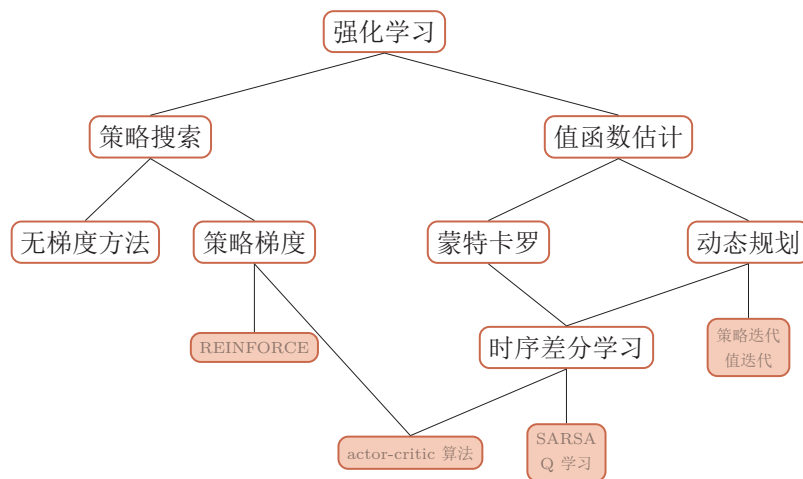 强化学习
策略搜索
值函数估计
无梯度方法
策略梯度
蒙特卡罗
动态规划
REINFORCE
时序差分学习
策略迭代
值迭代
actor-critic 算法
SARSA
Q 学习